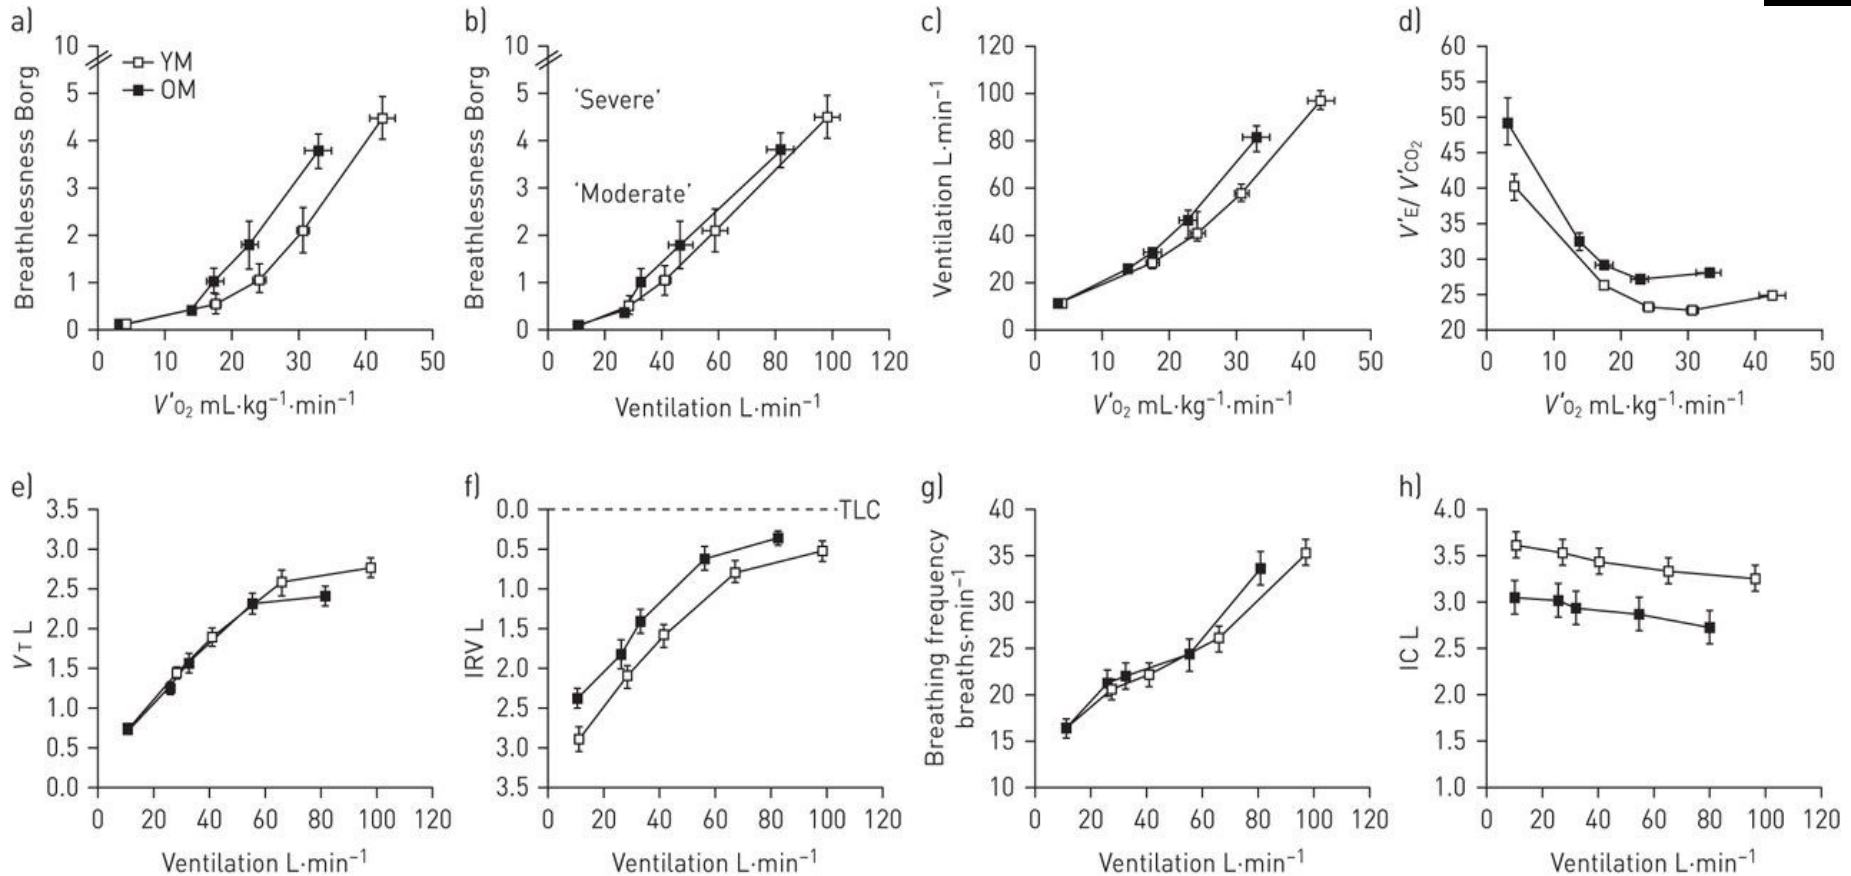 a)
10
5
4
3
2
1
0
Breathlessness Borg
YM
OM
0 10 20 30 40 50
V′O₂ mL·kg⁻¹·min⁻¹
b)
10
5
4
3
2
1
0
Breathlessness Borg
'Severe'
'Moderate'
0 20 40 60 80 100 120
Ventilation L·min⁻¹
c)
120
100
80
60
40
20
0
Ventilation L·min⁻¹
0 10 20 30 40 50
V′O₂ mL·kg⁻¹·min⁻¹
d)
60
50
45
40
35
30
25
20
V′E/ V′CO₂
0 10 20 30 40 50
V′O₂ mL·kg⁻¹·min⁻¹
e)
3.5
3.0
2.5
2.0
1.5
1.0
0.5
0.0
VT L
0 20 40 60 80 100 120
Ventilation L·min⁻¹
f)
0.0
0.5
1.0
1.5
2.0
2.5
3.0
3.5
IRV L
TLC
0 20 40 60 80 100 120
Ventilation L·min⁻¹
g)
40
35
30
25
20
15
10
Breathing frequency
breaths·min⁻¹
0 20 40 60 80 100 120
Ventilation L·min⁻¹
h)
4.0
3.5
3.0
2.5
2.0
1.5
1.0
IC L
0 20 40 60 80 100 120
Ventilation L·min⁻¹